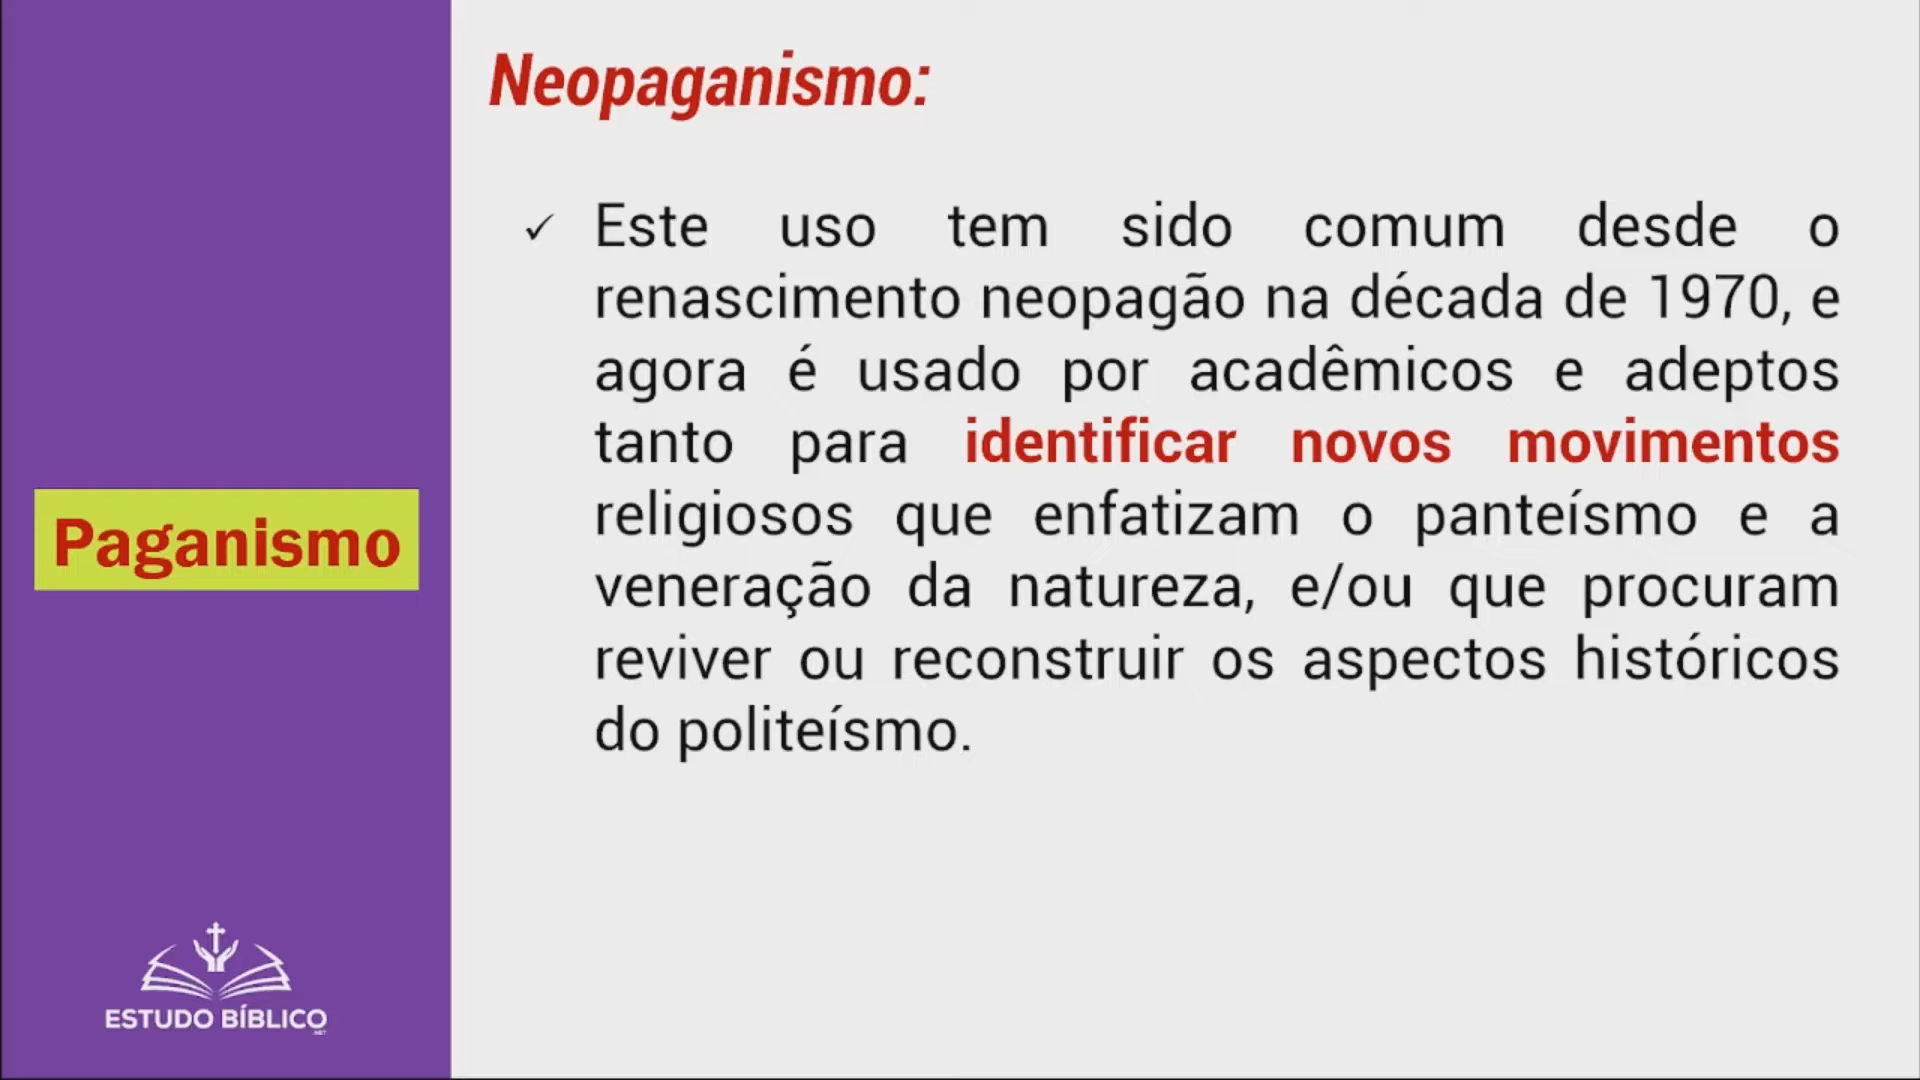 Neopaganismo:
✓ Este uso tem sido comum desde o
renascimento neopagão na década de 1970, e
agora é usado por acadêmicos e adeptos
tanto para identificar novos movimentos
religiosos que enfatizam o panteísmo e a
veneração da natureza, e/ou que procuram
reviver ou reconstruir os aspectos históricos
do politeísmo.
Paganismo
ESTUDO BÍBLICO